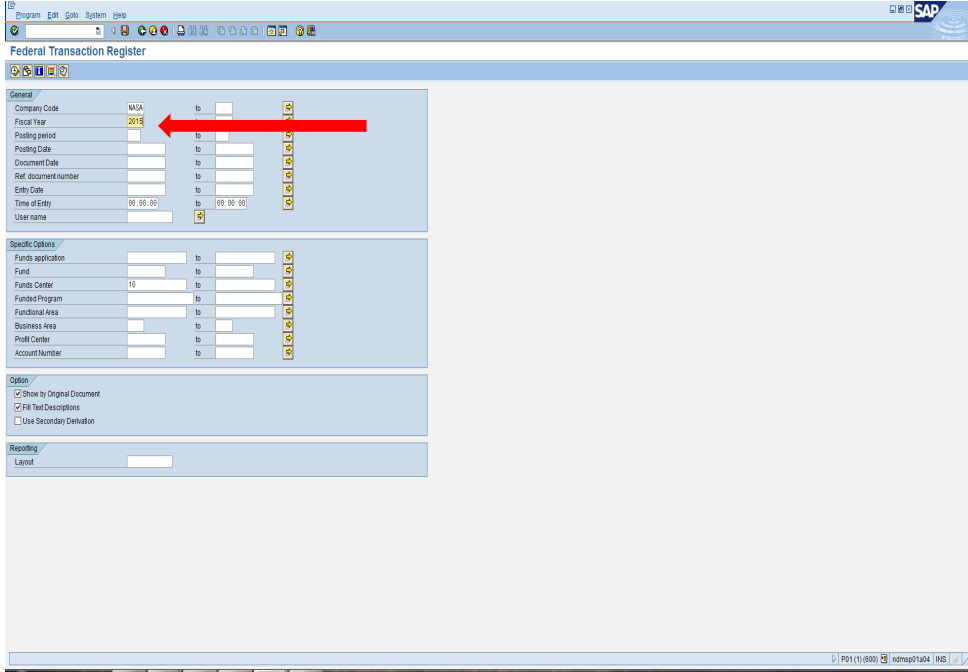 Program Edit Goto System Help
SAP
Federal Transaction Register
General
Company Code NASA to
Fiscal Year 2015
Posting period to
Posting Date to
Document Date to
Ref. document number to
Entry Date to
Time of Entry 00:00:00 to 00:00:00
User name
Specific Options
Funds application to
Fund to
Funds Center 10 to
Funded Program to
Functional Area to
Business Area to
Profit Center to
Account Number to
Option
Show by Original Document
Fill Text Descriptions
Use Secondary Derivation
Reporting
Layout
P01 (1) (600) ndmsp01a04 INS